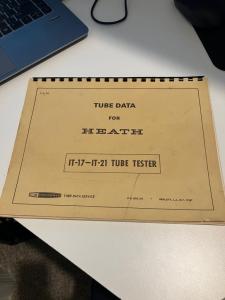 TUBE DATA
FOR
HEATH
IT-17—IT-21 TUBE TESTER
TUBE DATA SERVICE